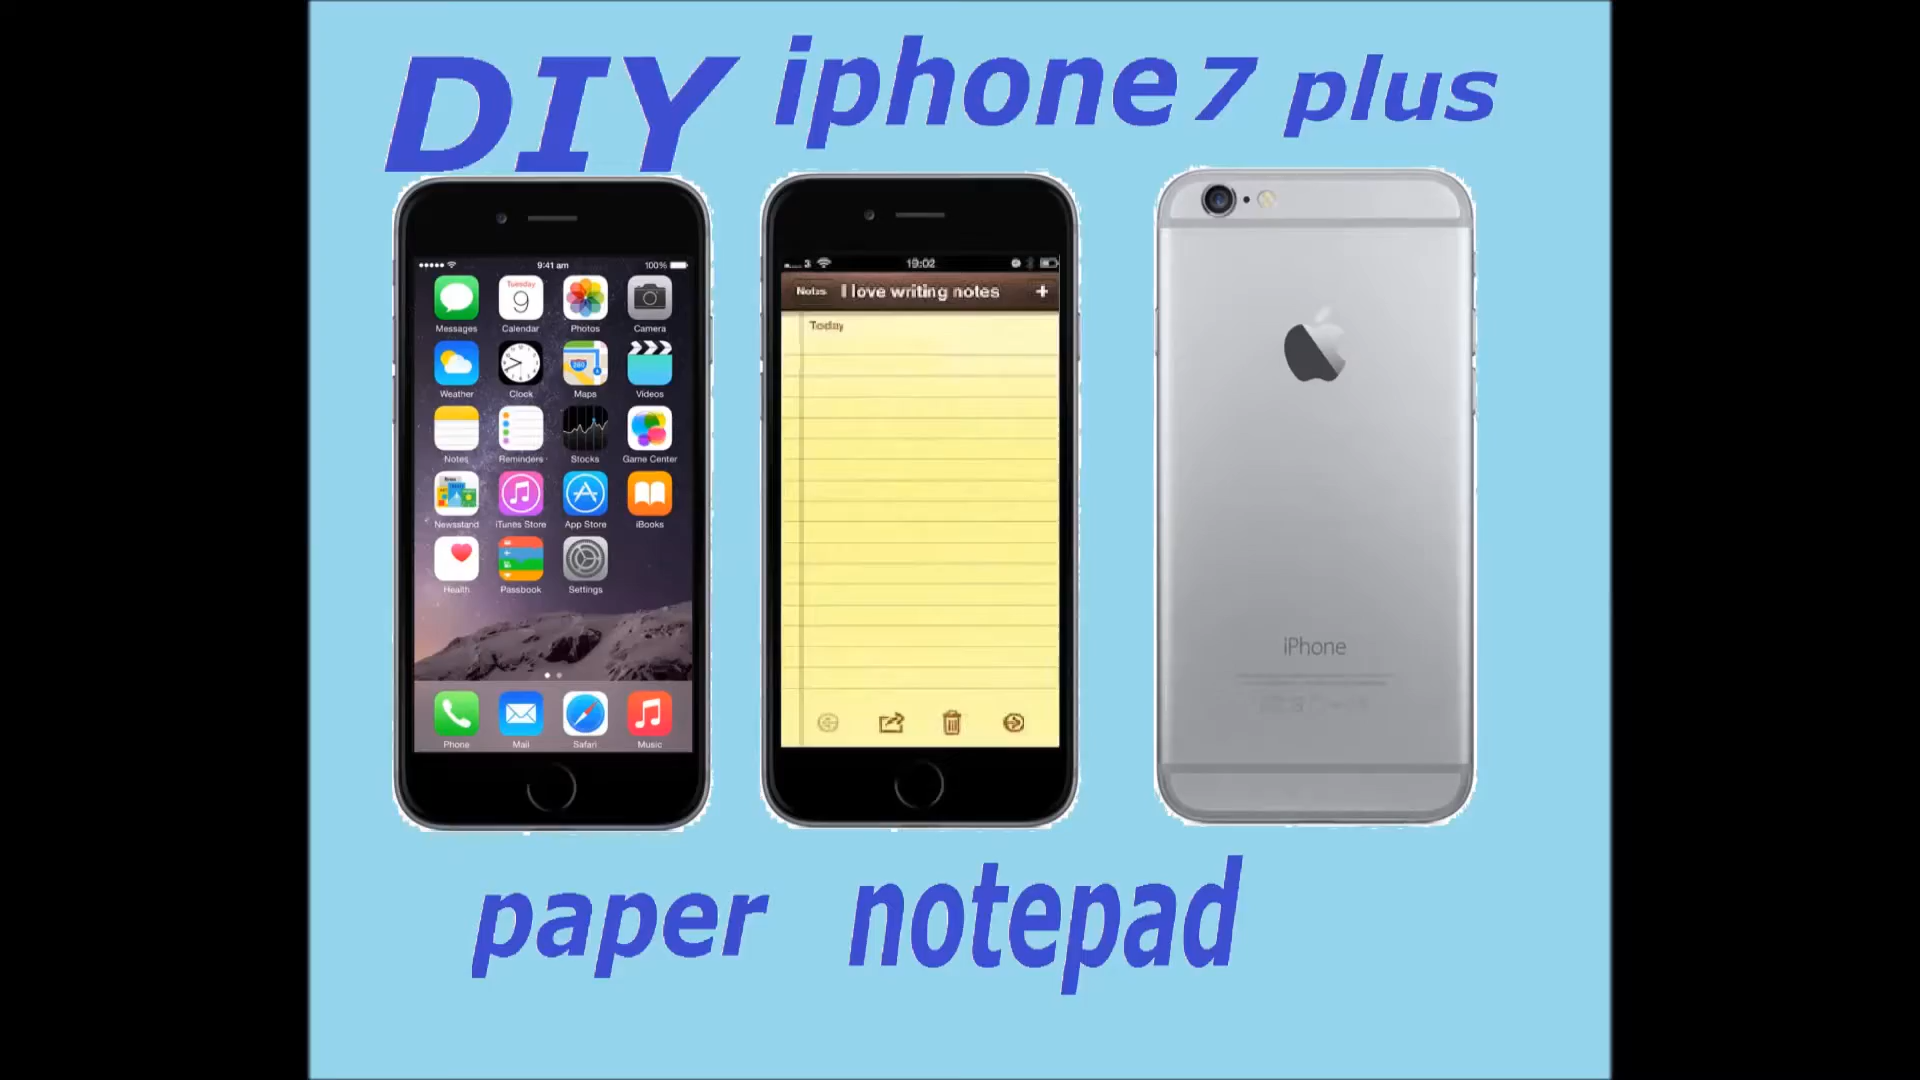 DIY iphone 7 plus
9:41 am 100%
Messages Calendar Photos Camera
Tuesday
9
Weather Clock Maps Videos
280
Notes Reminders Stocks Game Center
Newsstand iTunes Store App Store iBooks
Health Passbook Settings
Phone Mail Safari Music
3 19:02
Notes I love writing notes +
Today
iPhone
paper notepad